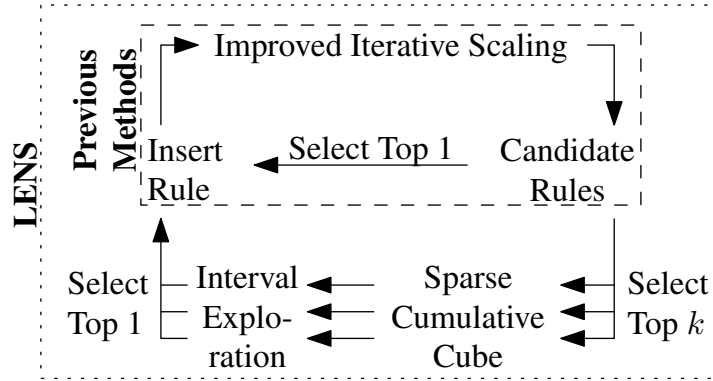 LENS
Previous
Methods
Improved Iterative Scaling
Insert
Rule
Select Top 1
Candidate
Rules
Select
Top 1
Interval
Explo-
ration
Sparse
Cumulative
Cube
Select
Top k